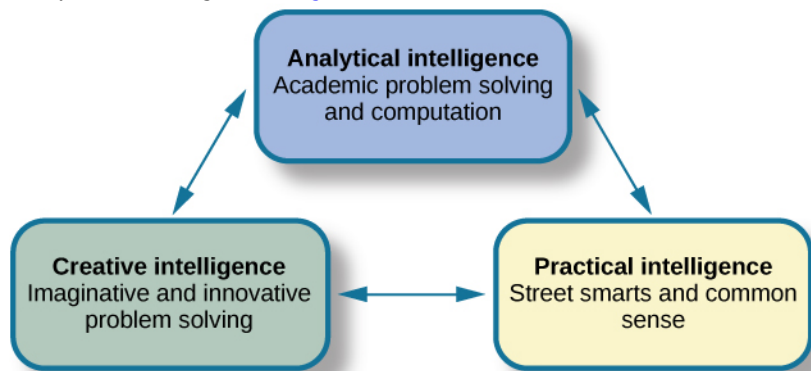 Analytical intelligence
Academic problem solving
and computation
Creative intelligence
Imaginative and innovative
problem solving
Practical intelligence
Street smarts and common
sense